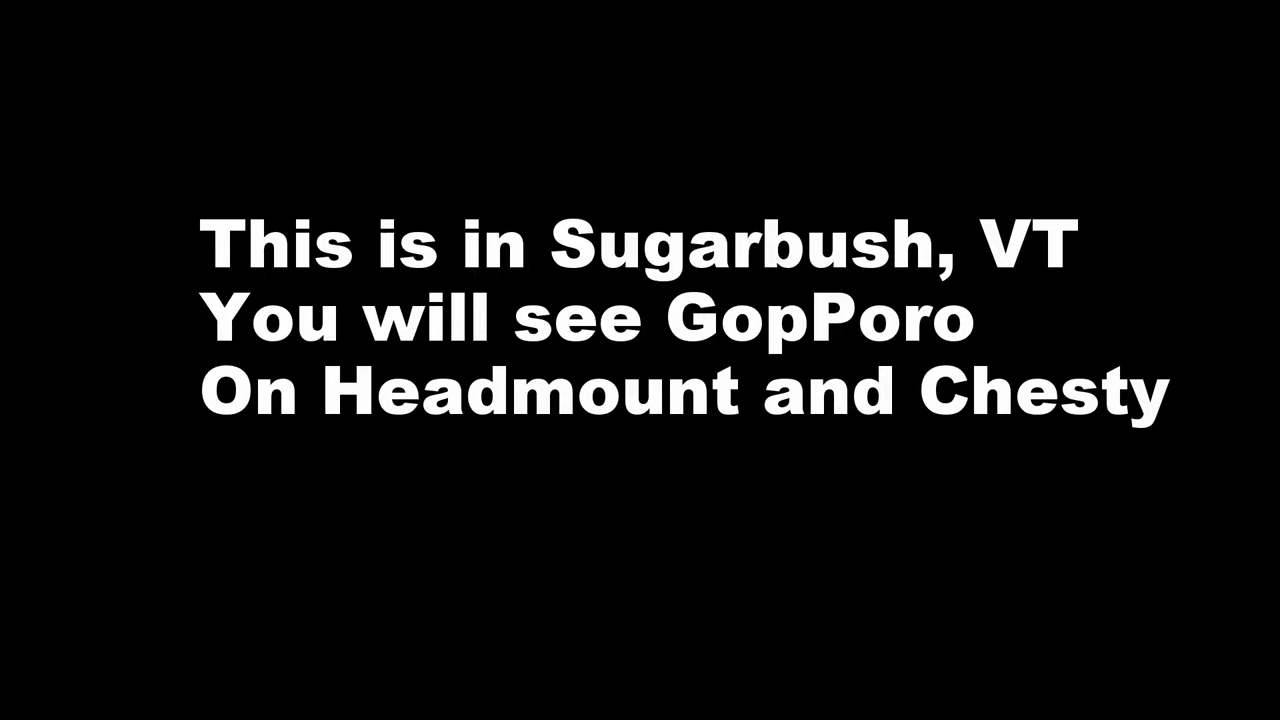 This is in Sugarbush, VT
You will see GopPoro
On Headmount and Chesty